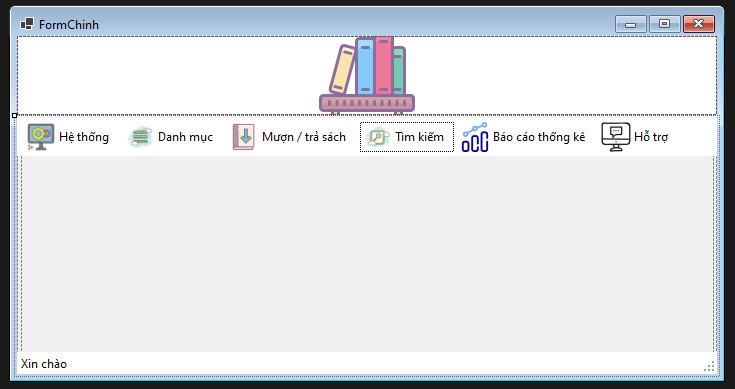 FormChinh
Hệ thống Danh mục Mượn / trả sách Tìm kiếm Báo cáo thống kê Hỗ trợ
Xin chào